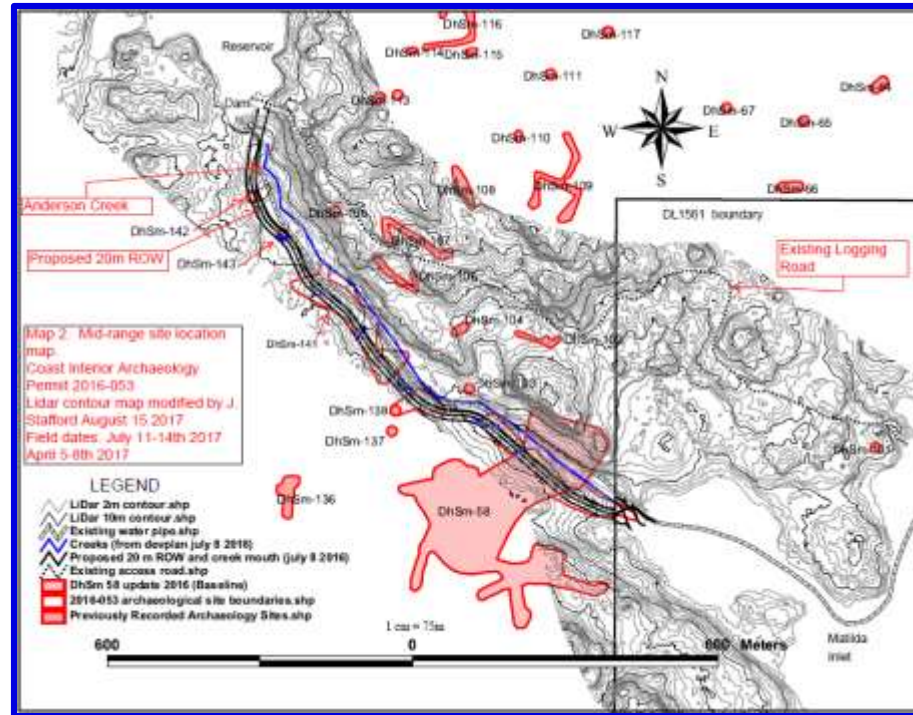 DhSm-116
DhSm-117
Reservoir
DhSm-114
DhSm-115
DhSm-111
Dam
DhSm-113
DhSm-67
DhSm-65
DhSm-110
N
W E
S
DhSm-108
DhSm-109
DhSm-66
Anderson Creek
DL1561 boundary
DhSm-142
Proposed 20m ROW
DhSm-143
DhSm-107
Existing Logging
Road
DhSm-106
DhSm-104
DhSm-141
Map 2. Mid-range site location
map.
Coast Interior Archaeology
Permit 2016-053
Lidar contour map modified by J.
Stafford August 15 2017
Field dates: July 11-14th 2017
April 5-8th 2017
DhSm-103
DhSm-138
DhSm-137
DhSm-136
DhSm-58
LEGEND
LiDar 2m contour.shp
LiDar 10m contour.shp
Existing water pipe.shp
Creeks (from devplan july 8 2016)
Proposed 20 m ROW and creek mouth (july 8 2016)
Existing access road.shp
DhSm 58 update 2016 (Baseline)
2016-053 archaeological site boundaries.shp
Previously Recorded Archaeology Sites.shp
1 cm = 75m
600 0 600 Meters
Matilda
Inlet